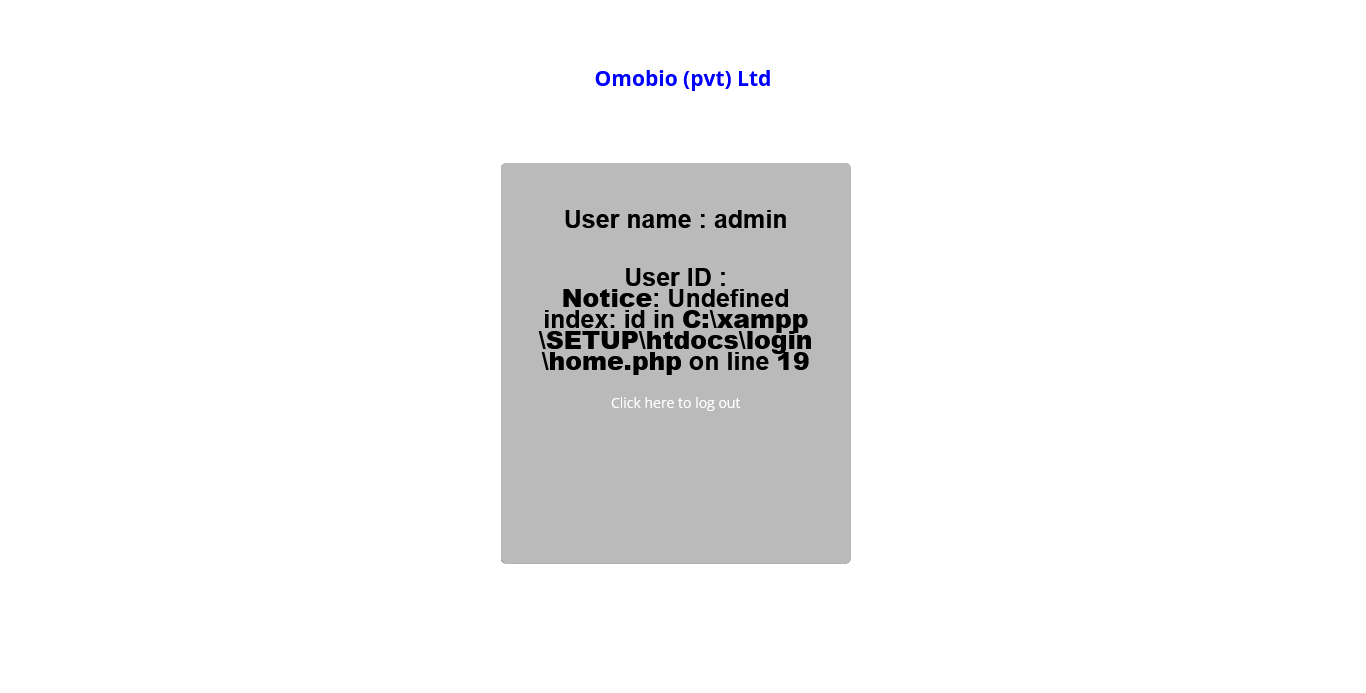 Omobio (pvt) Ltd
User name : admin
User ID :
Notice: Undefined
index: id in C:\xampp
\SETUP\htdocs\login
\home.php on line 19
Click here to log out